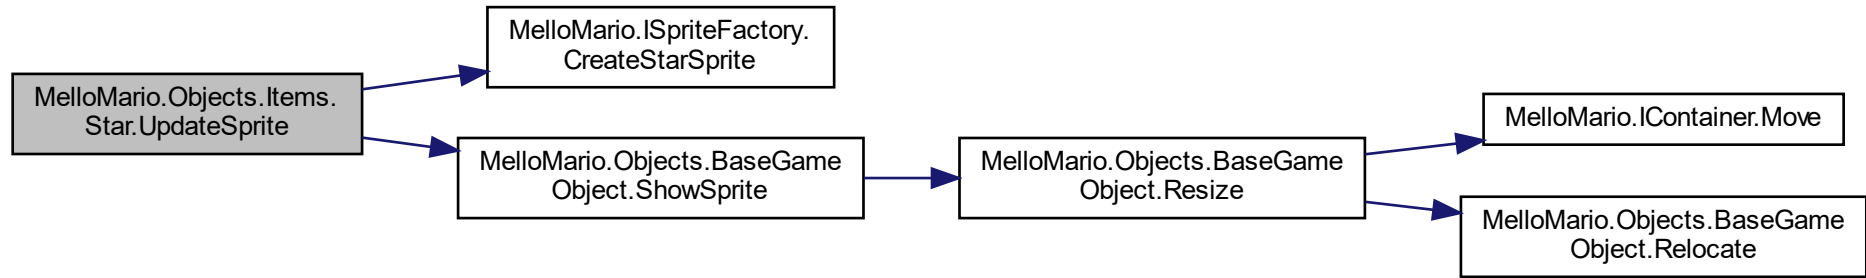 MelloMario.Objects.Items.
Star.UpdateSprite
MelloMario.ISpriteFactory.
CreateStarSprite
MelloMario.Objects.BaseGame
Object.ShowSprite
MelloMario.Objects.BaseGame
Object.Resize
MelloMario.IContainer.Move
MelloMario.Objects.BaseGame
Object.Relocate